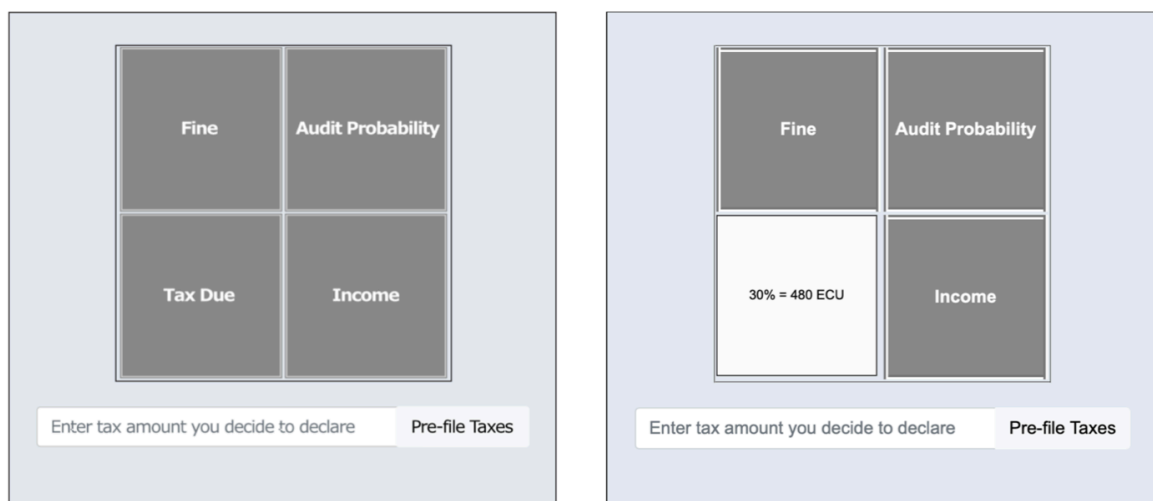 Fine
Audit Probability
Tax Due
Income
Enter tax amount you decide to declare
Pre-file Taxes
Fine
Audit Probability
30% = 480 ECU
Income
Enter tax amount you decide to declare
Pre-file Taxes